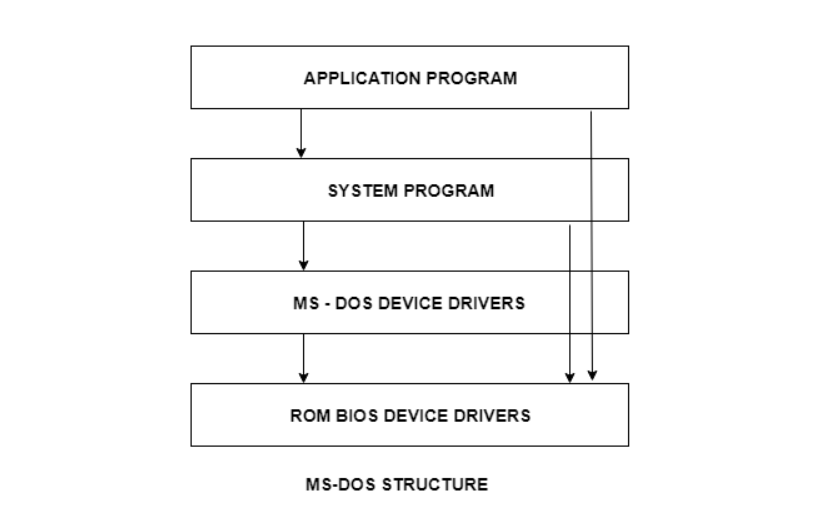 APPLICATION PROGRAM
SYSTEM PROGRAM
MS - DOS DEVICE DRIVERS
ROM BIOS DEVICE DRIVERS
MS-DOS STRUCTURE